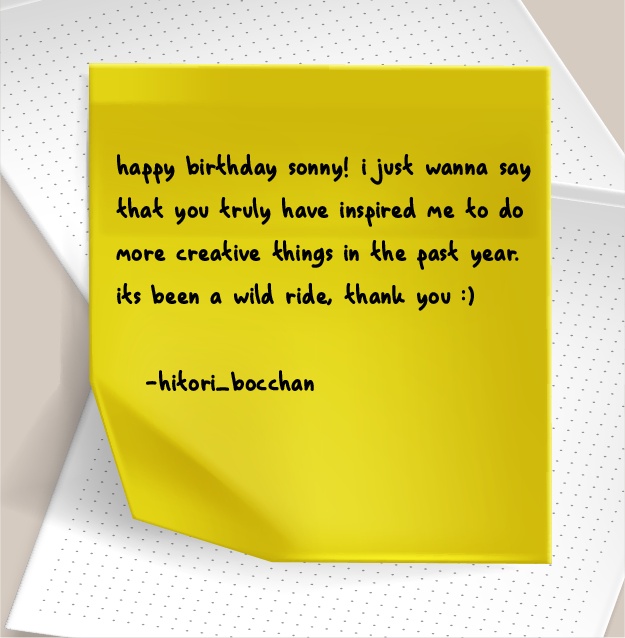 happy birthday sonny! i just wanna say
that you truly have inspired me to do
more creative things in the past year.
its been a wild ride, thank you :)
-hitori_bocchan